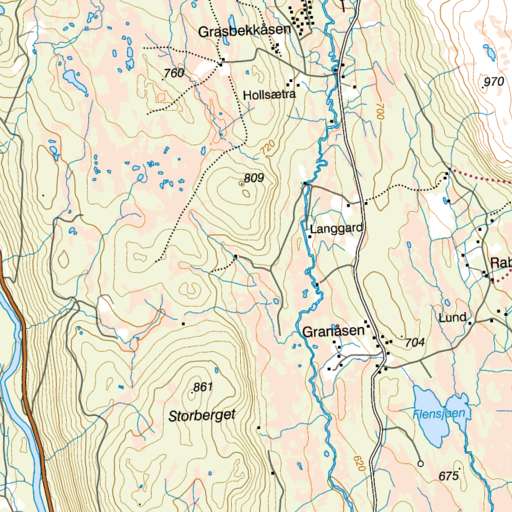 Grasbekkåsen
760
970
Hollsætra
700
720
809
Langgard
Rab
Granåsen
Lund
704
861
Storberget
Flensjøen
620
675